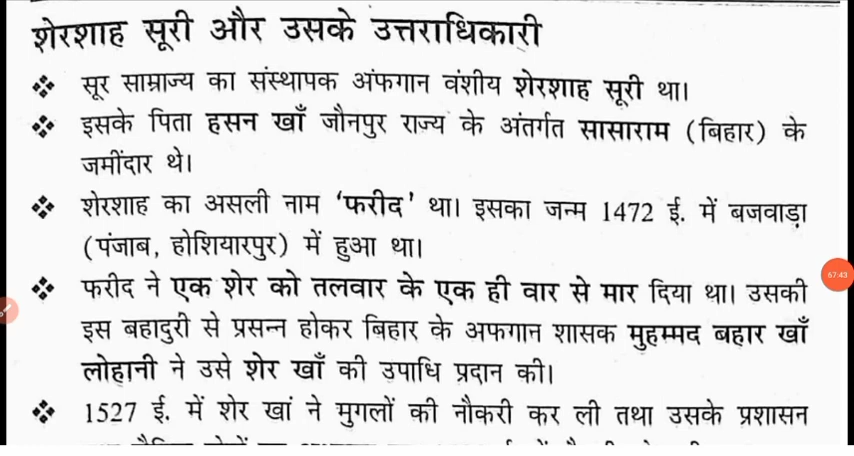 शेरशाह सूरी और उसके उत्तराधिकारी
सूर साम्राज्य का संस्थापक अंफगान वंशीय शेरशाह सूरी था।
इसके पिता हसन खाँ जौनपुर राज्य के अंतर्गत सासाराम (बिहार) के
जमींदार थे।
शेरशाह का असली नाम ‘फरीद’ था। इसका जन्म 1472 ई. में बजवाड़ा
(पंजाब, होशियारपुर) में हुआ था।
फरीद ने एक शेर को तलवार के एक ही वार से मार दिया था। उसकी
इस बहादुरी से प्रसन्न होकर बिहार के अफगान शासक मुहम्मद बहार खाँ
लोहानी ने उसे शेर खाँ की उपाधि प्रदान की।
1527 ई. में शेर खां ने मुगलों की नौकरी कर ली तथा उसके प्रशासन
57:43